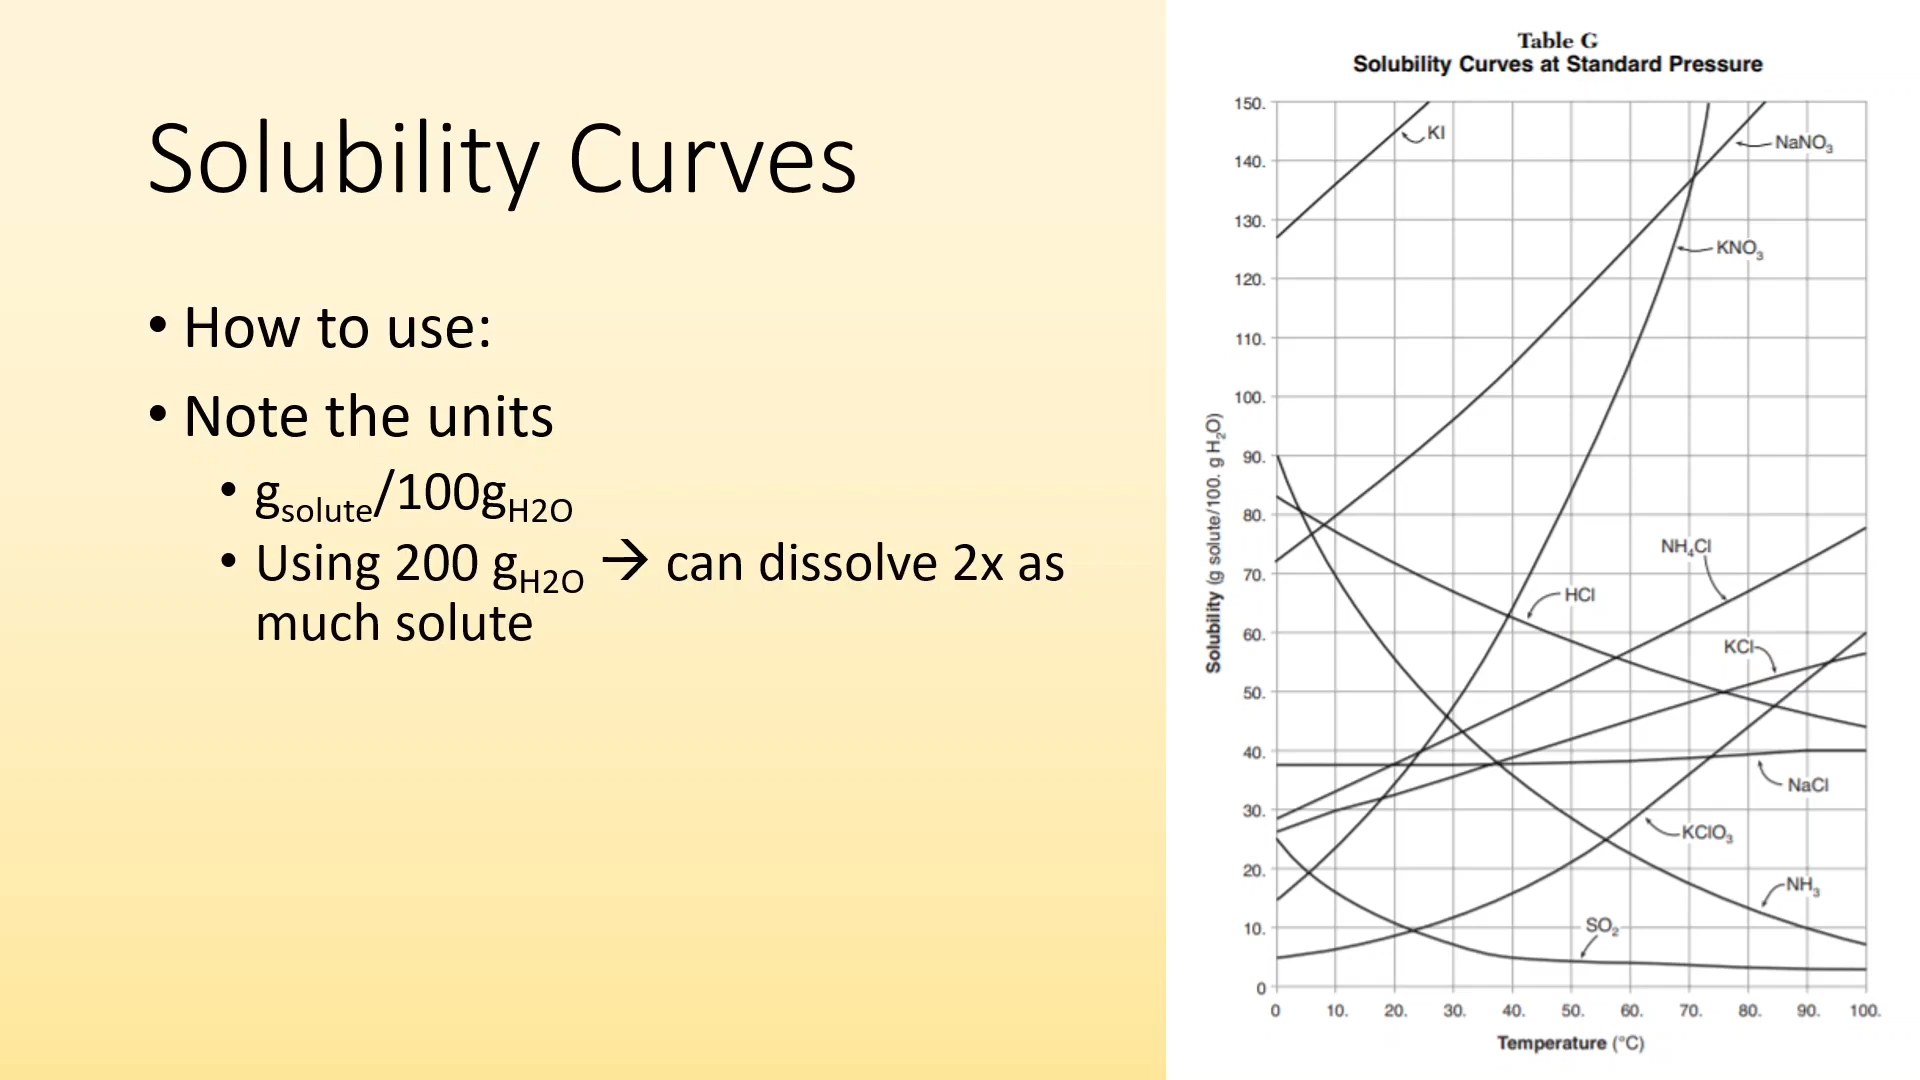 Solubility Curves
• How to use:
• Note the units
• gsolute/100gH2O
• Using 200 gH2O → can dissolve 2x as
much solute
Table G
Solubility Curves at Standard Pressure
150.
140.
130.
120.
110.
100.
90.
80.
70.
60.
50.
40.
30.
20.
10.
0
Solubility (g solute/100. g H₂O)
KI
NaNO₃
KNO₃
NH₄Cl
HCl
KCl
NaCl
KClO₃
NH₃
SO₂
0 10. 20. 30. 40. 50. 60. 70. 80. 90. 100.
Temperature (°C)